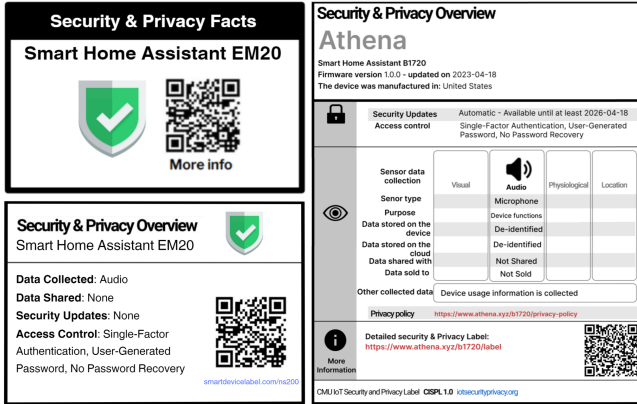 Security & Privacy Facts
Smart Home Assistant EM20
More info
Security & Privacy Overview
Smart Home Assistant EM20
Data Collected: Audio
Data Shared: None
Security Updates: None
Access Control: Single-Factor
Authentication, User-Generated
Password, No Password Recovery
smartdevicelabel.com/ns200
Security & Privacy Overview
Athena
Smart Home Assistant B1720
Firmware version 1.0.0 - updated on 2023-04-18
The device was manufactured in: United States
Security Updates Automatic - Available until at least 2026-04-18
Access control Single-Factor Authentication, User-Generated
Password, No Password Recovery
Sensor data
collection Visual Audio Physiological Location
Senor type Microphone
Purpose Device functions
Data stored on the
device De-identified
Data stored on the
cloud De-identified
Data shared with Not Shared
Data sold to Not Sold
Other collected data Device usage information is collected
Privacy policy https://www.athena.xyz/b1720/privacy-policy
More
Information
Detailed security & Privacy Label:
https://www.athena.xyz/b1720/label
CMU IoT Security and Privacy Label CISPL 1.0 iotsecurityprivacy.org